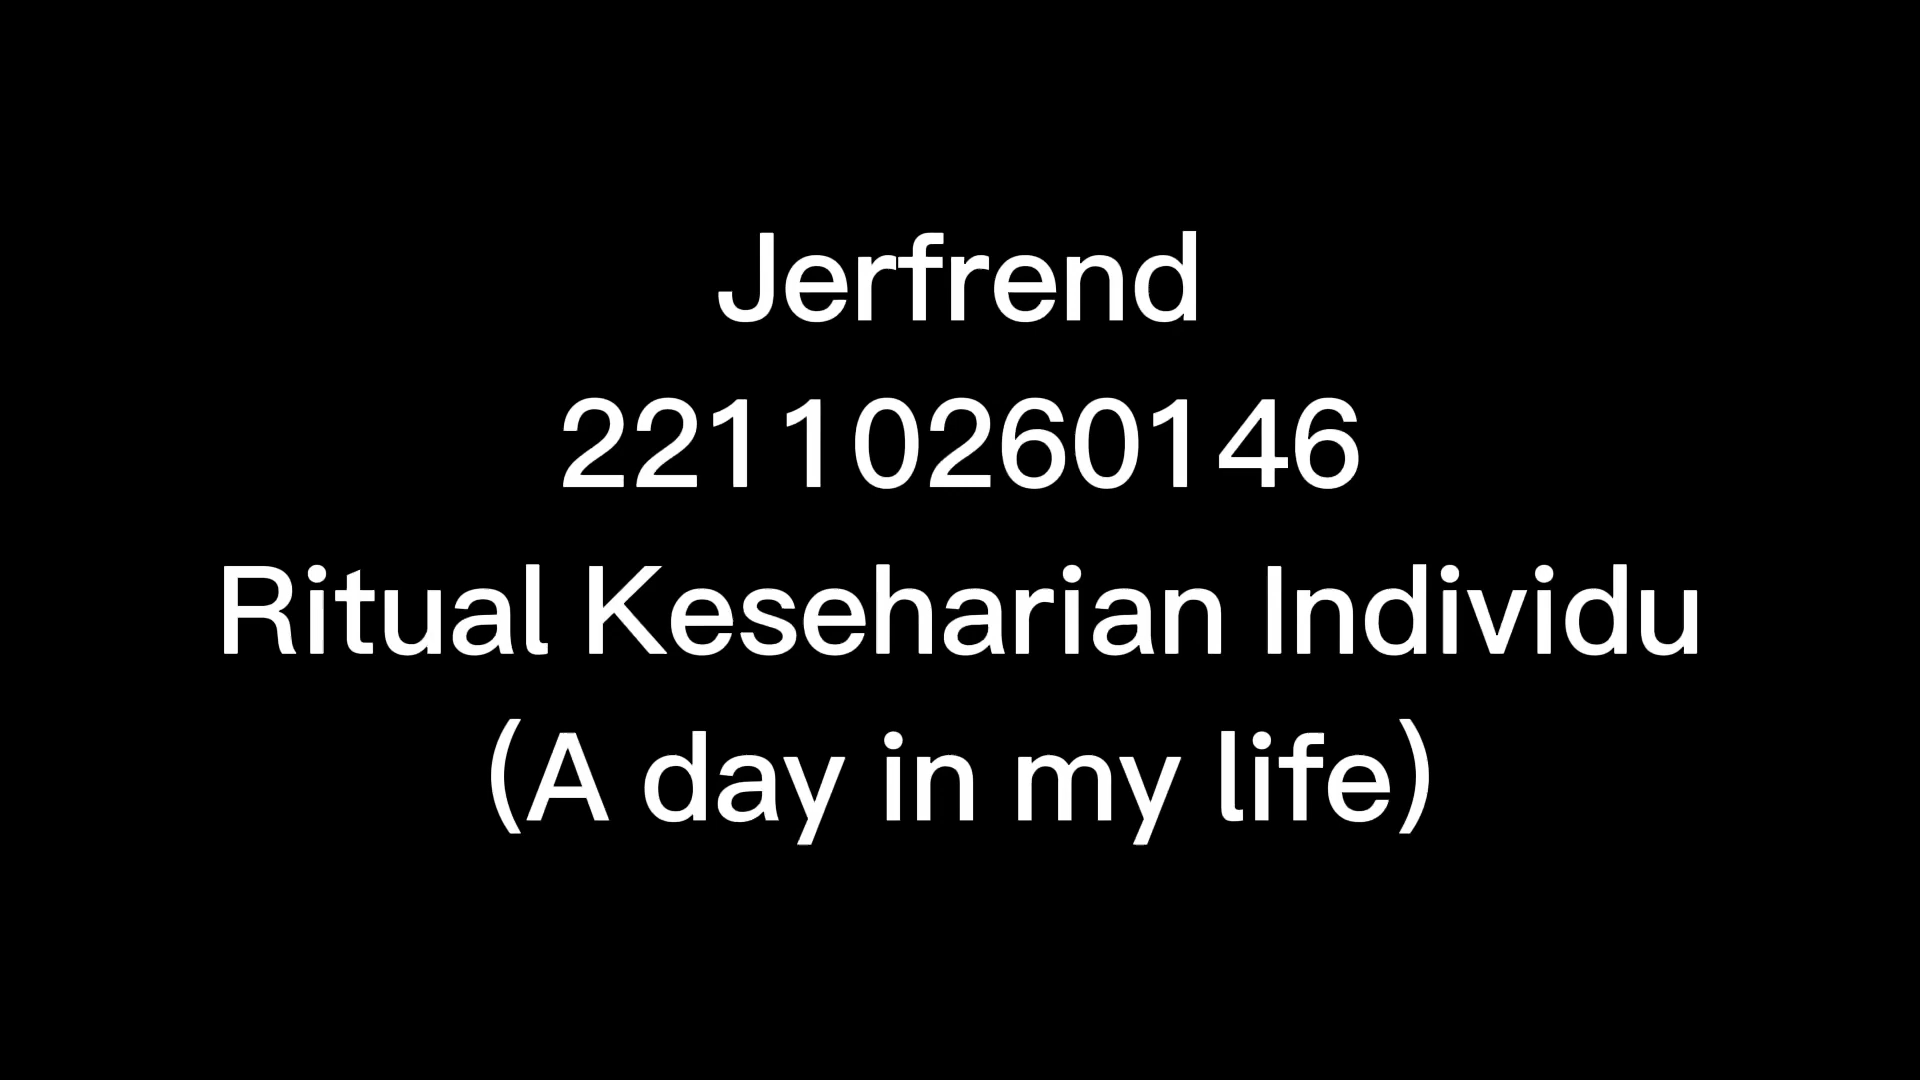 Jerfrend
22110260146
Ritual Keseharian Individu
(A day in my life)